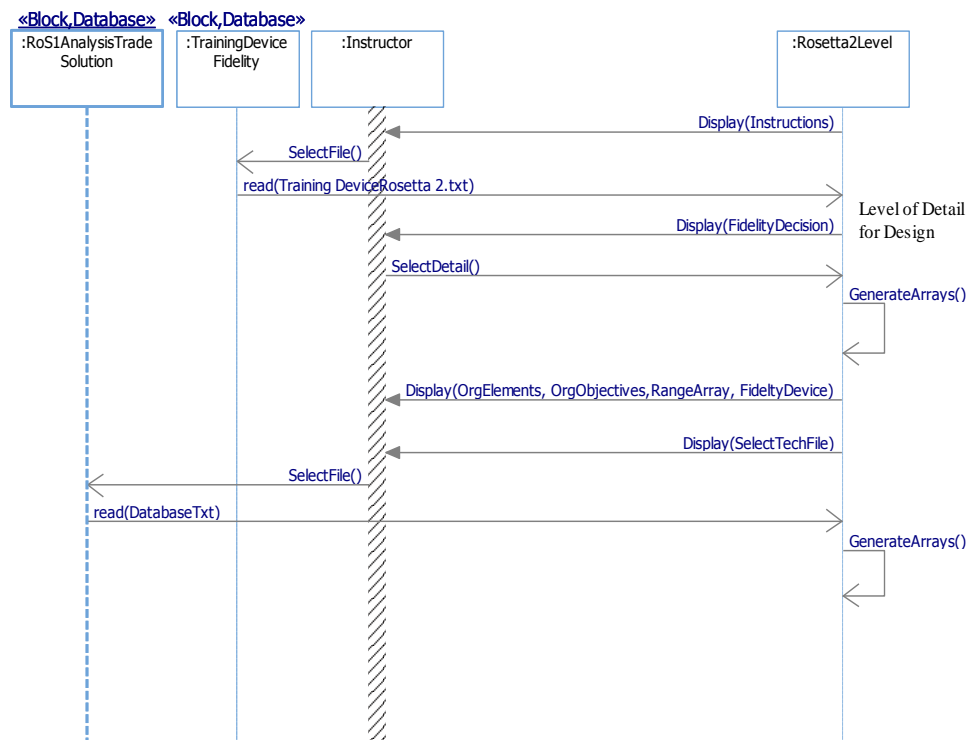 «Block,Database» «Block,Database»
:RoS1AnalysisTrade
Solution
:TrainingDevice
Fidelity
:Instructor
:Rosetta2Level
Display(Instructions)
SelectFile()
read(Training DeviceRosetta 2.txt)
Level of Detail
for Design
Display(FidelityDecision)
SelectDetail()
GenerateArrays()
Display(OrgElements, OrgObjectives,RangeArray, FideltyDevice)
Display(SelectTechFile)
SelectFile()
read(DatabaseTxt)
GenerateArrays()